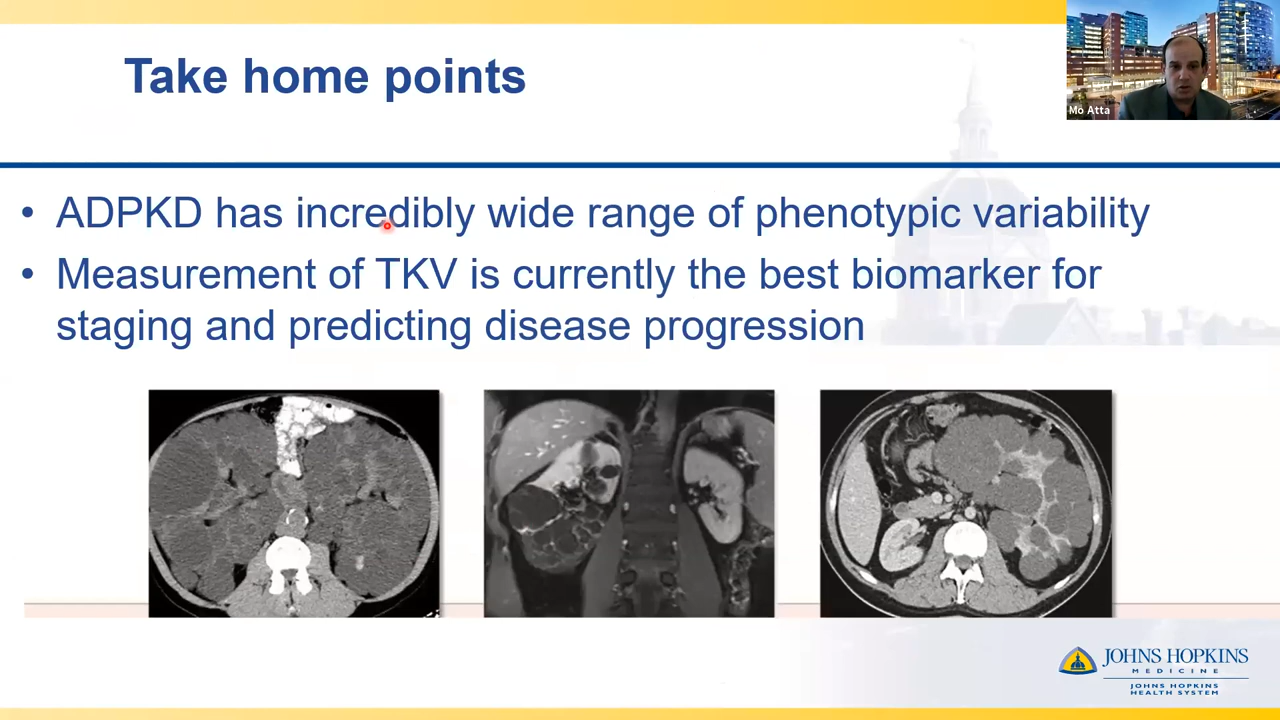 Take home points
Mo Atta
• ADPKD has incredibly wide range of phenotypic variability
• Measurement of TKV is currently the best biomarker for
staging and predicting disease progression
JOHNS HOPKINS
MEDICINE
JOHNS HOPKINS
HEALTH SYSTEM